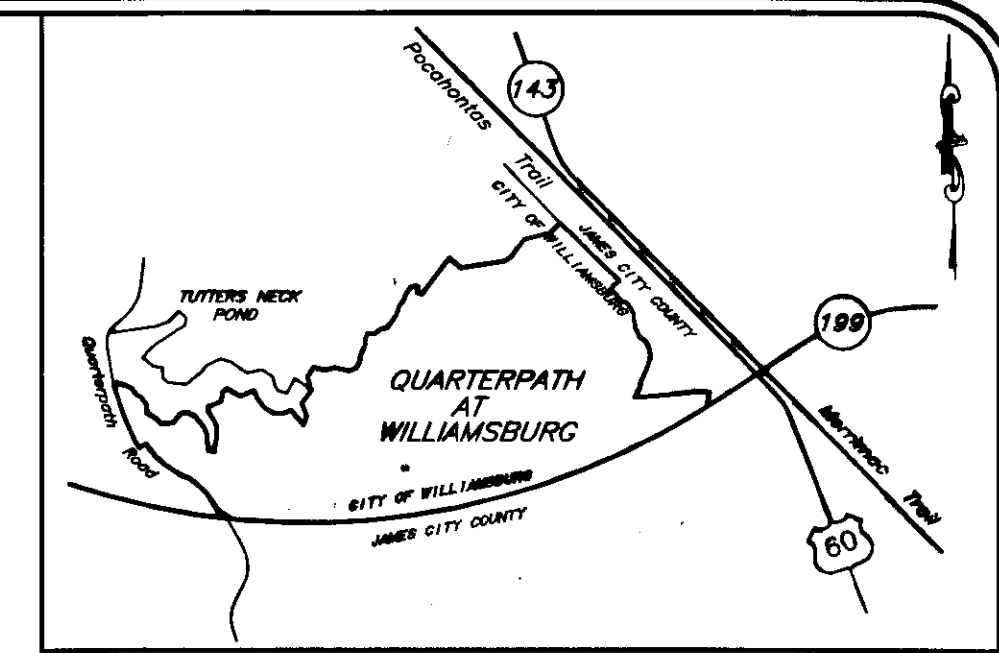 Pocahontas
Trail
143
CITY OF WILLIAMSBURG
JAMES CITY COUNTY
TUTTERS NECK
POND
199
Quarterpath
Road
QUARTERPATH
AT
WILLIAMSBURG
Merrimac Trail
CITY OF WILLIAMSBURG
JAMES CITY COUNTY
60